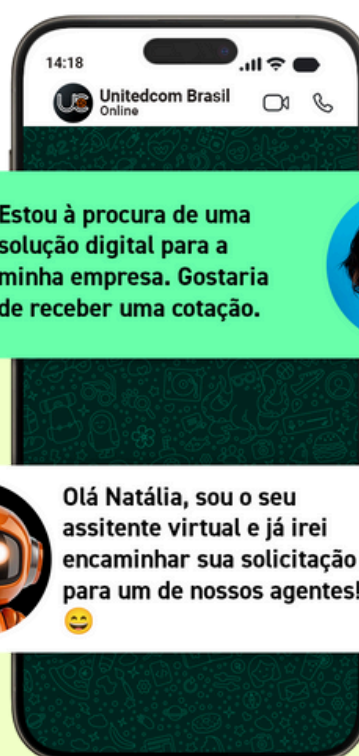 14:18
UC Unitedcom Brasil
Online
Estou à procura de uma
solução digital para a
minha empresa. Gostaria
de receber uma cotação.
Olá Natália, sou o seu
assitente virtual e já irei
encaminhar sua solicitação
para um de nossos agentes!
😄